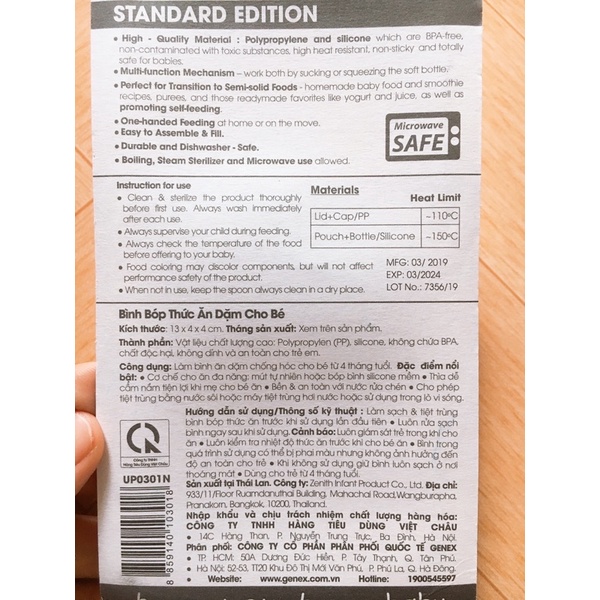 STANDARD EDITION
• High - Quality Material : Polypropylene and silicone which are BPA-free,
non-contaminated with toxic substances, high heat resistant, non-sticky and totally
safe for babies.
• Multi-function Mechanism – work both by sucking or squeezing the soft bottle.
• Perfect for Transition to Semi-solid Foods - homemade baby food and smoothie
recipes, purees, and those readymade favorites like yogurt and juice, as well as
promoting self-feeding.
• One-handed Feeding at home or on the move.
• Easy to Assemble & Fill.
• Durable and Dishwasher - Safe.
• Boiling, Steam Sterilizer and Microwave use allowed.
Microwave
SAFE
Instruction for use
• Clean & sterilize the product thoroughly
before first use. Always wash immediately
after each use.
• Always supervise your child during feeding.
• Always check the temperature of the food
before offering to your baby.
• Food coloring may discolor components, but will not affect
performance safety of the product.
• When not in use, keep the spoon always clean in a dry place.
Materials
Heat Limit
Lid+Cap/PP ~110ºC
Pouch+Bottle/Silicone ~150ºC
MFG: 03/ 2019
EXP: 03/2024
LOT No.: 7356/19
Bình Bóp Thức Ăn Dặm Cho Bé
Kích thước: 13 x 4 x 4 cm. Tháng sản xuất: Xem trên sản phẩm.
Thành phần: Vật liệu chất lượng cao: Polypropylen (PP), silicone, không chứa BPA,
chất độc hại, không dính và an toàn cho trẻ em.
Công dụng: Làm bình ăn dặm chống hóc cho bé từ 4 tháng tuổi. Đặc điểm nổi
bật: • Cơ chế cho ăn đa năng: mút tự nhiên hoặc bóp bình silicone mềm • Thìa dễ
cầm nắm tiện lợi khi mẹ cho bé ăn • Bền & an toàn với nước rửa chén • Cho phép
tiệt trùng bằng nước sôi hoặc máy tiệt trùng hơi nước hoặc sử dụng trong lò vi sóng.
Hướng dẫn sử dụng/Thông số kỹ thuật : Làm sạch & tiệt trùng
bình bóp thức ăn trước khi sử dụng lần đầu tiên • Luôn rửa sạch
bình ngay sau khi sử dụng. Cảnh báo: Luôn giám sát trẻ trong khi cho
ăn • Luôn kiểm tra nhiệt độ thức ăn trước khi cho bé ăn • Bình trong
quá trình sử dụng có thể bị phai màu nhưng không ảnh hưởng đến
độ an toàn cho trẻ • Khi không sử dụng giữ bình luôn sạch ở nơi
thoáng mát • Dùng cho trẻ từ 4 tháng tuổi.
Sản xuất tại Thái Lan. Công ty: Zenith Infant Product Co., Ltd. Địa chỉ:
933/11/Floor Ruamdanuthai Building, Mahachai Road,Wangburapha,
Pranakorn, Bangkok, 10200, Thailand.
Nhập khẩu và chịu trách nhiệm chất lượng hàng hóa:
CÔNG TY TNHH HÀNG TIÊU DÙNG VIỆT CHÂU
• 14C Hàng Than, P. Nguyễn Trung Trực, Ba Đình, Hà Nội.
Phân phối: CÔNG TY CỔ PHẦN PHÂN PHỐI QUỐC TẾ GENEX
• TP. HCM: 50A Dương Đức Hiền, P. Tây Thạnh, Q. Tân Phú.
• Hà Nội: 52-53, TT20 Khu Đô Thị Mới Văn Phú, P. Phú La, Q. Hà Đông.
• Website: www.genex.com.vn Hotline: 1900545597
Công ty TNHH
Hàng Tiêu Dùng Việt Châu
UP0301N
8 859140 103018